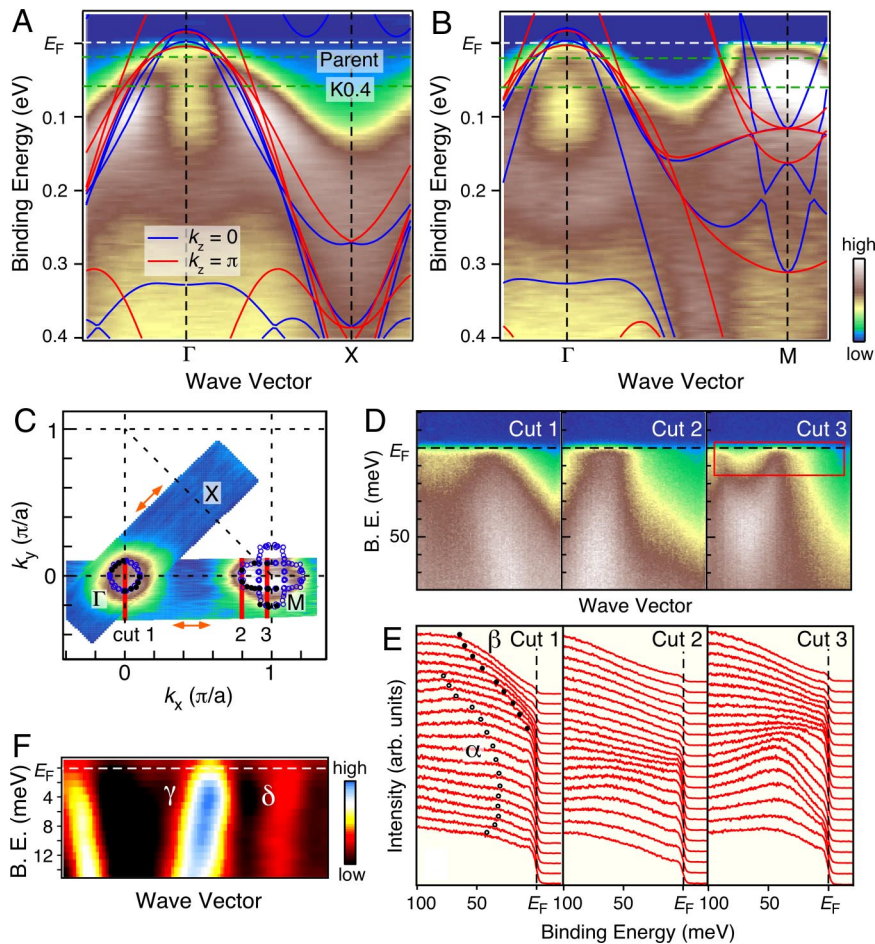 A
E_F
Parent
K0.4
0.1
0.2
0.3
0.4
Binding Energy (eV)
k_z = 0
k_z = π
Γ
X
Wave Vector
B
E_F
0.1
0.2
0.3
0.4
Binding Energy (eV)
Γ
M
Wave Vector
high
low
C
1
0
k_y (π/a)
X
Γ
M
cut 1
2
3
0
1
k_x (π/a)
D
Cut 1
Cut 2
Cut 3
E_F
50
B. E. (meV)
Wave Vector
E
β
Cut 1
Cut 2
Cut 3
α
Intensity (arb. units)
100
50
E_F
100
50
E_F
100
50
E_F
Binding Energy (meV)
F
E_F
4
8
12
B. E. (meV)
γ
δ
high
low
Wave Vector